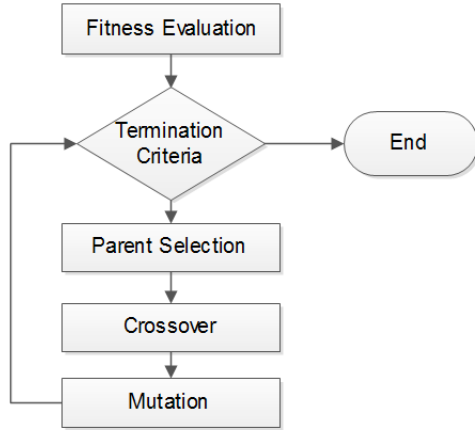 Fitness Evaluation
Termination
Criteria
End
Parent Selection
Crossover
Mutation